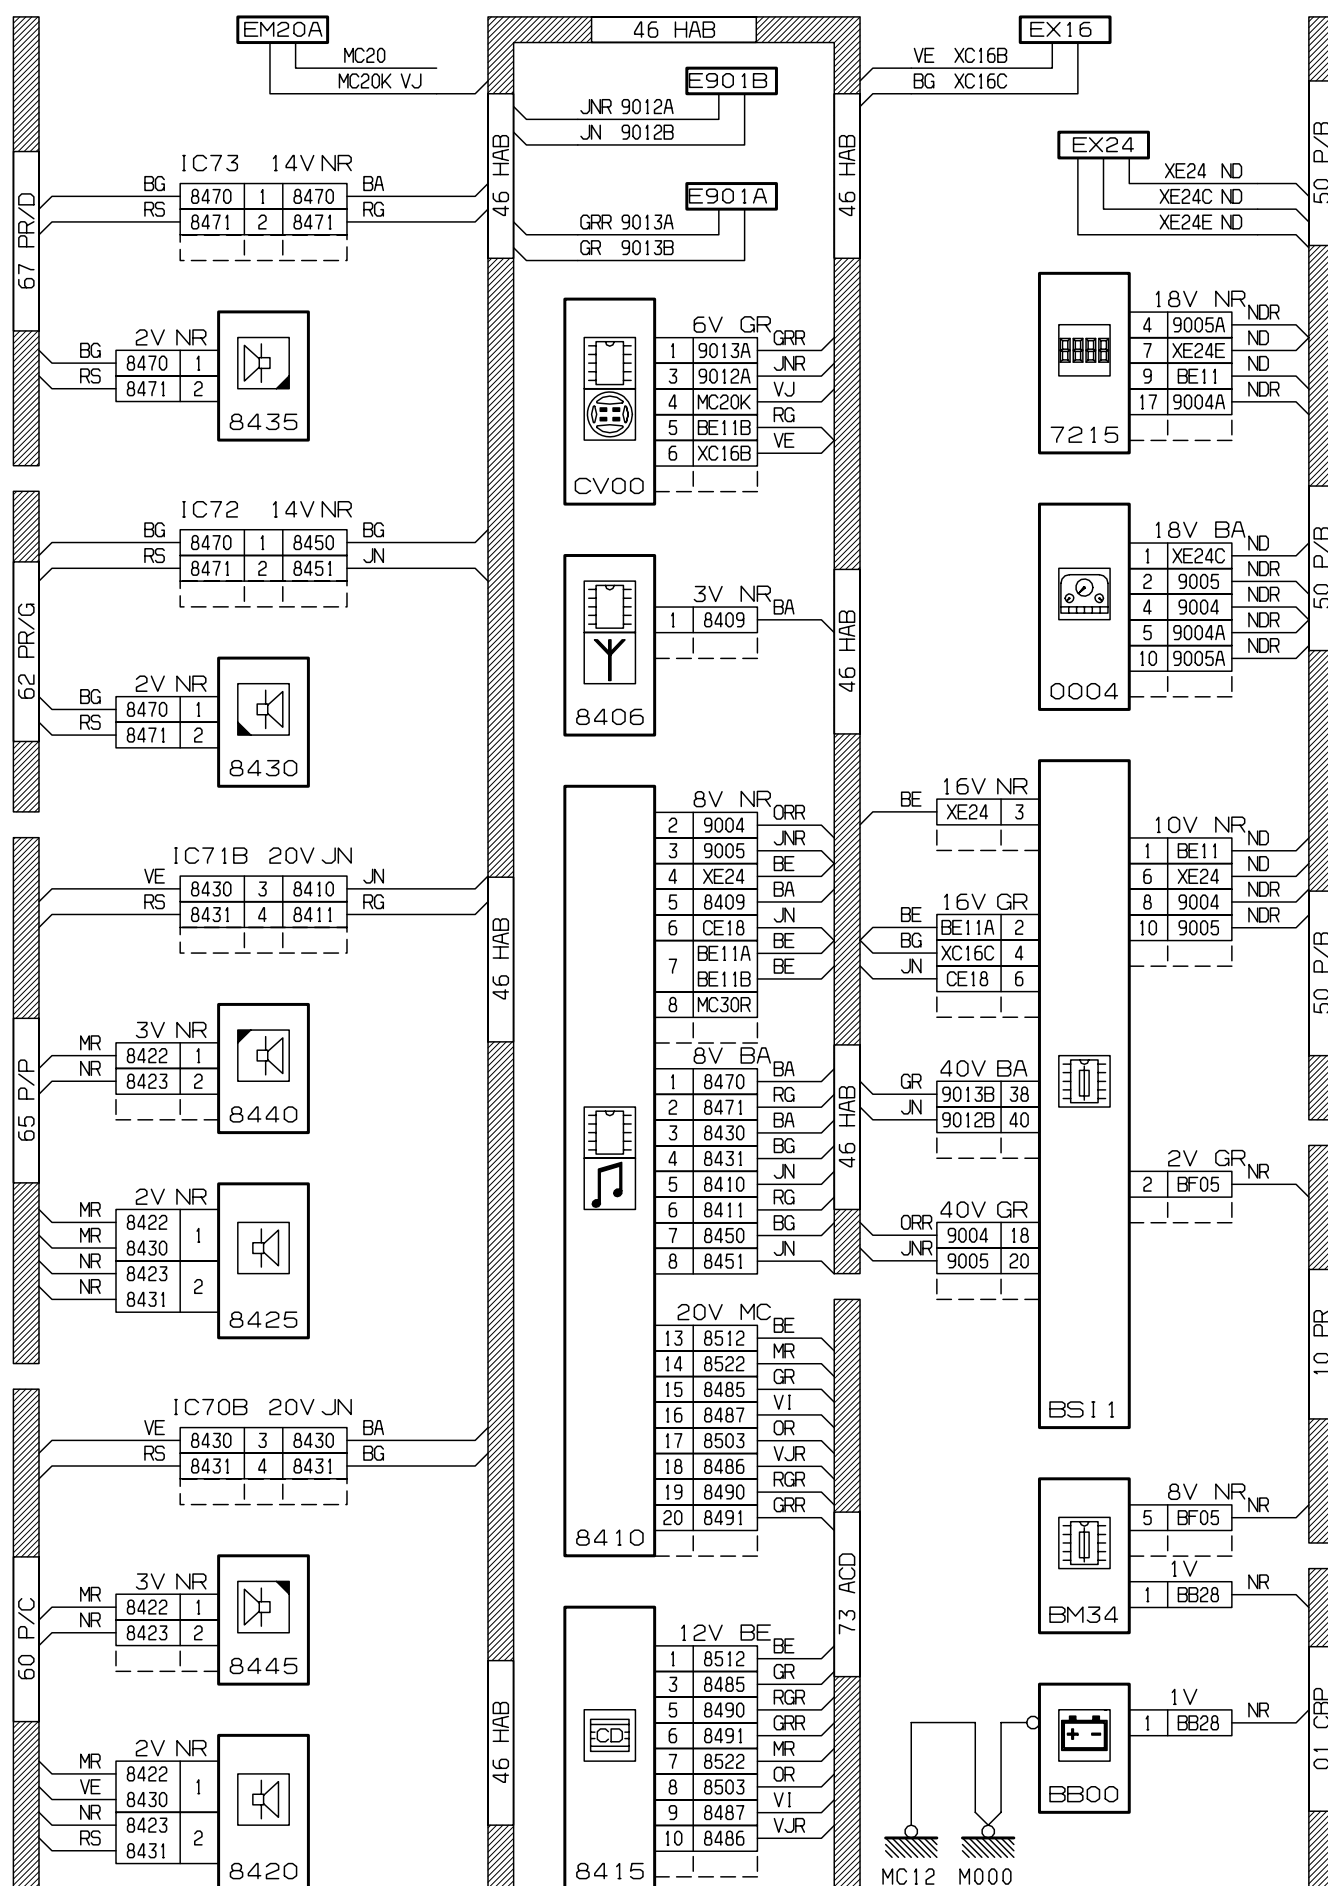 EM20A
MC20
MC20K VJ
67 PR/D
IC73 14V NR
BG 8470 1 8470 BA
RS 8471 2 8471 RG
2V NR
BG 8470 1
RS 8471 2
8435
IC72 14V NR
BG 8470 1 8450 BG
RS 8471 2 8451 JN
62 PR/G
2V NR
BG 8470 1
RS 8471 2
8430
IC71B 20V JN
VE 8430 3 8410 JN
RS 8431 4 8411 RG
65 P/P
3V NR
MR 8422 1
NR 8423 2
8440
2V NR
MR 8422 1
MR 8430
NR 8423 2
NR 8431
8425
IC70B 20V JN
VE 8430 3 8430 BA
RS 8431 4 8431 BG
60 P/C
3V NR
MR 8422 1
NR 8423 2
8445
2V NR
MR 8422 1
VE 8430
NR 8423 2
RS 8431
8420
46 HAB
46 HAB
46 HAB
46 HAB
E901B
JNR 9012A
JN 9012B
E901A
GRR 9013A
GR 9013B
6V GR
1 9013A GRR
3 9012A JNR
4 MC20K VJ
5 BE11B RG
6 XC16B VE
CV00
3V NR
1 8409 BA
8406
8V NR
2 9004 ORR
3 9005 JNR
4 XE24 BE
5 8409 BA
6 CE18 JN
7 BE11A BE
BE11B BE
8 MC30R
8V BA
1 8470 BA
2 8471 RG
3 8430 BA
4 8431 BG
5 8410 JN
6 8411 RG
7 8450 BG
8 8451 JN
20V MC
13 8512 BE
14 8522 MR
15 8485 GR
16 8487 VI
17 8503 OR
18 8486 VJR
19 8490 RGR
20 8491 GRR
8410
12V BE
1 8512 BE
3 8485 GR
5 8490 RGR
6 8491 GRR
7 8522 MR
8 8503 OR
9 8487 VI
10 8486 VJR
CD
8415
46 HAB
46 HAB
46 HAB
73 ACD
EX16
VE XC16B
BG XC16C
EX24
XE24 ND
XE24C ND
XE24E ND
18V NR
4 9005A NDR
7 XE24E ND
9 BE11 ND
17 9004A NDR
7215
18V BA
1 XE24C ND
2 9005 NDR
4 9004 NDR
5 9004A NDR
10 9005A NDR
0004
16V NR
BE XE24 3
16V GR
BE BE11A 2
BG XC16C 4
JN CE18 6
40V BA
GR 9013B 38
JN 9012B 40
40V GR
ORR 9004 18
JNR 9005 20
10V NR
1 BE11 ND
6 XE24 ND
8 9004 NDR
10 9005 NDR
2V GR
2 BF05 NR
BSI1
8V NR
5 BF05 NR
1V
1 BB28 NR
BM34
1V
1 BB28 NR
+ -
BB00
MC12 M000
50 P/B
50 P/B
50 P/B
10 PR
01 CBP